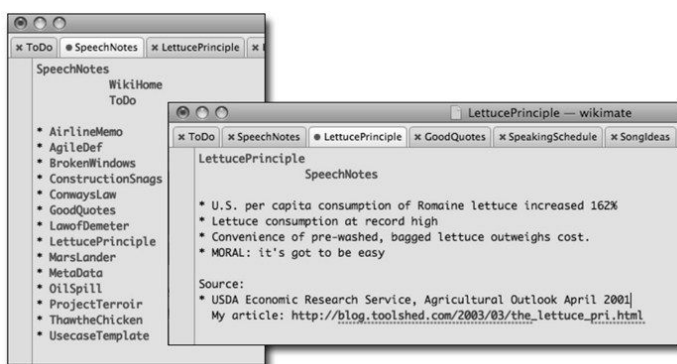 ToDo SpeechNotes LettucePrinciple
SpeechNotes
WikiHome
ToDo
* AirlineMemo
* AgileDef
* BrokenWindows
* ConstructionSnags
* ConwaysLaw
* GoodQuotes
* LawofDemeter
* LettucePrinciple
* MarsLander
* MetaData
* OilSpill
* ProjectTerroir
* ThawtheChicken
* UsecaseTemplate
LettucePrinciple — wikimate
ToDo SpeechNotes LettucePrinciple GoodQuotes SpeakingSchedule SongIdeas
LettucePrinciple
SpeechNotes
* U.S. per capita consumption of Romaine lettuce increased 162%
* Lettuce consumption at record high
* Convenience of pre-washed, bagged lettuce outweighs cost.
* MORAL: it's got to be easy
Source:
* USDA Economic Research Service, Agricultural Outlook April 2001
My article: http://blog.toolshed.com/2003/03/the_lettuce_pri.html